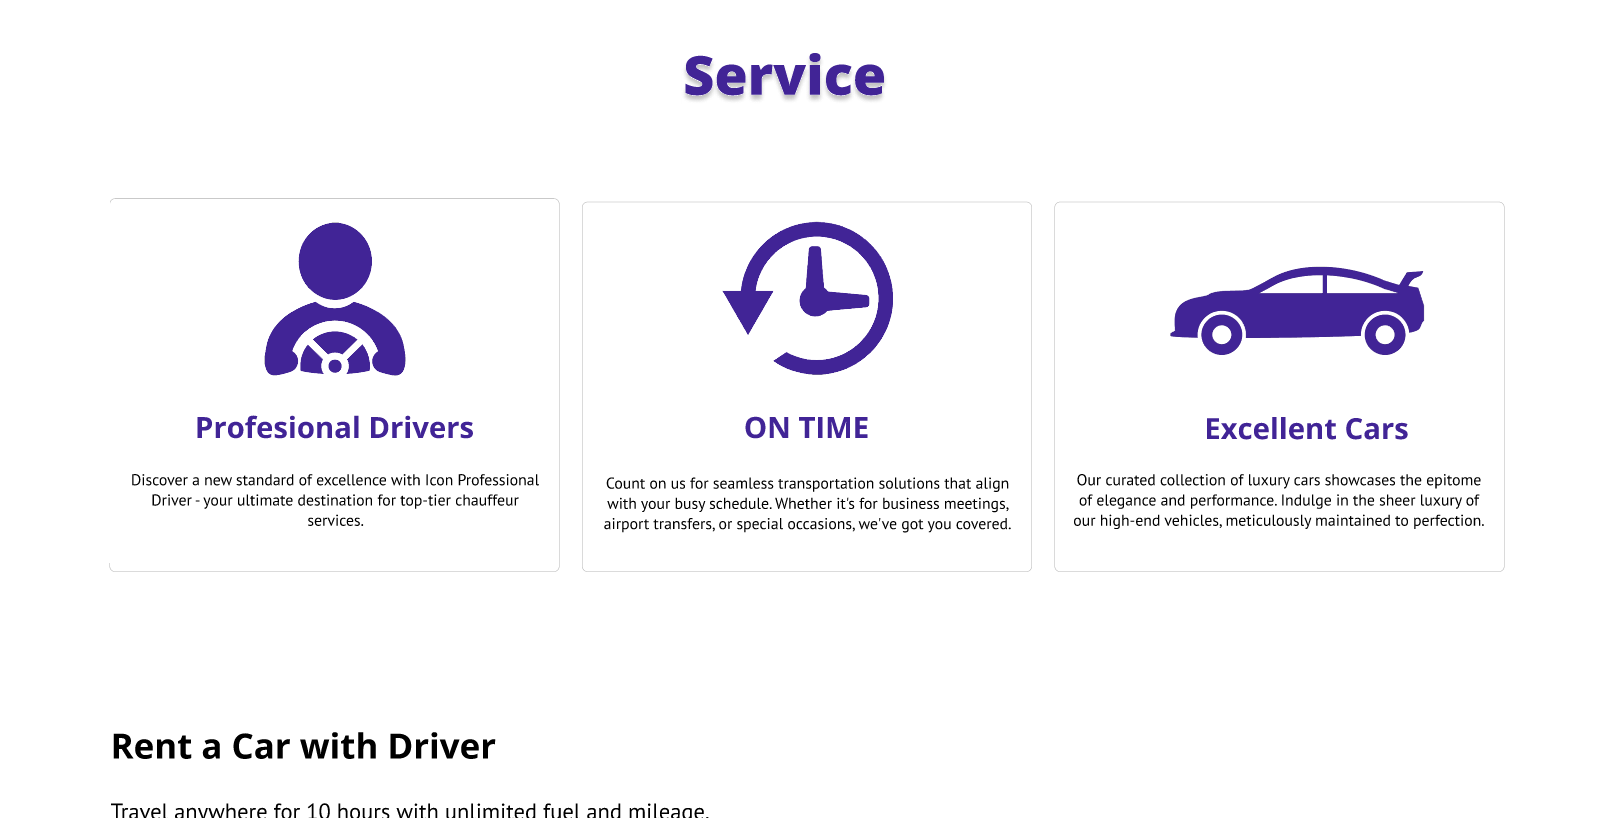 Service
Profesional Drivers
Discover a new standard of excellence with Icon Professional
Driver - your ultimate destination for top-tier chauffeur
services.
ON TIME
Count on us for seamless transportation solutions that align
with your busy schedule. Whether it's for business meetings,
airport transfers, or special occasions, we've got you covered.
Excellent Cars
Our curated collection of luxury cars showcases the epitome
of elegance and performance. Indulge in the sheer luxury of
our high-end vehicles, meticulously maintained to perfection.
Rent a Car with Driver
Travel anywhere for 10 hours with unlimited fuel and mileage.